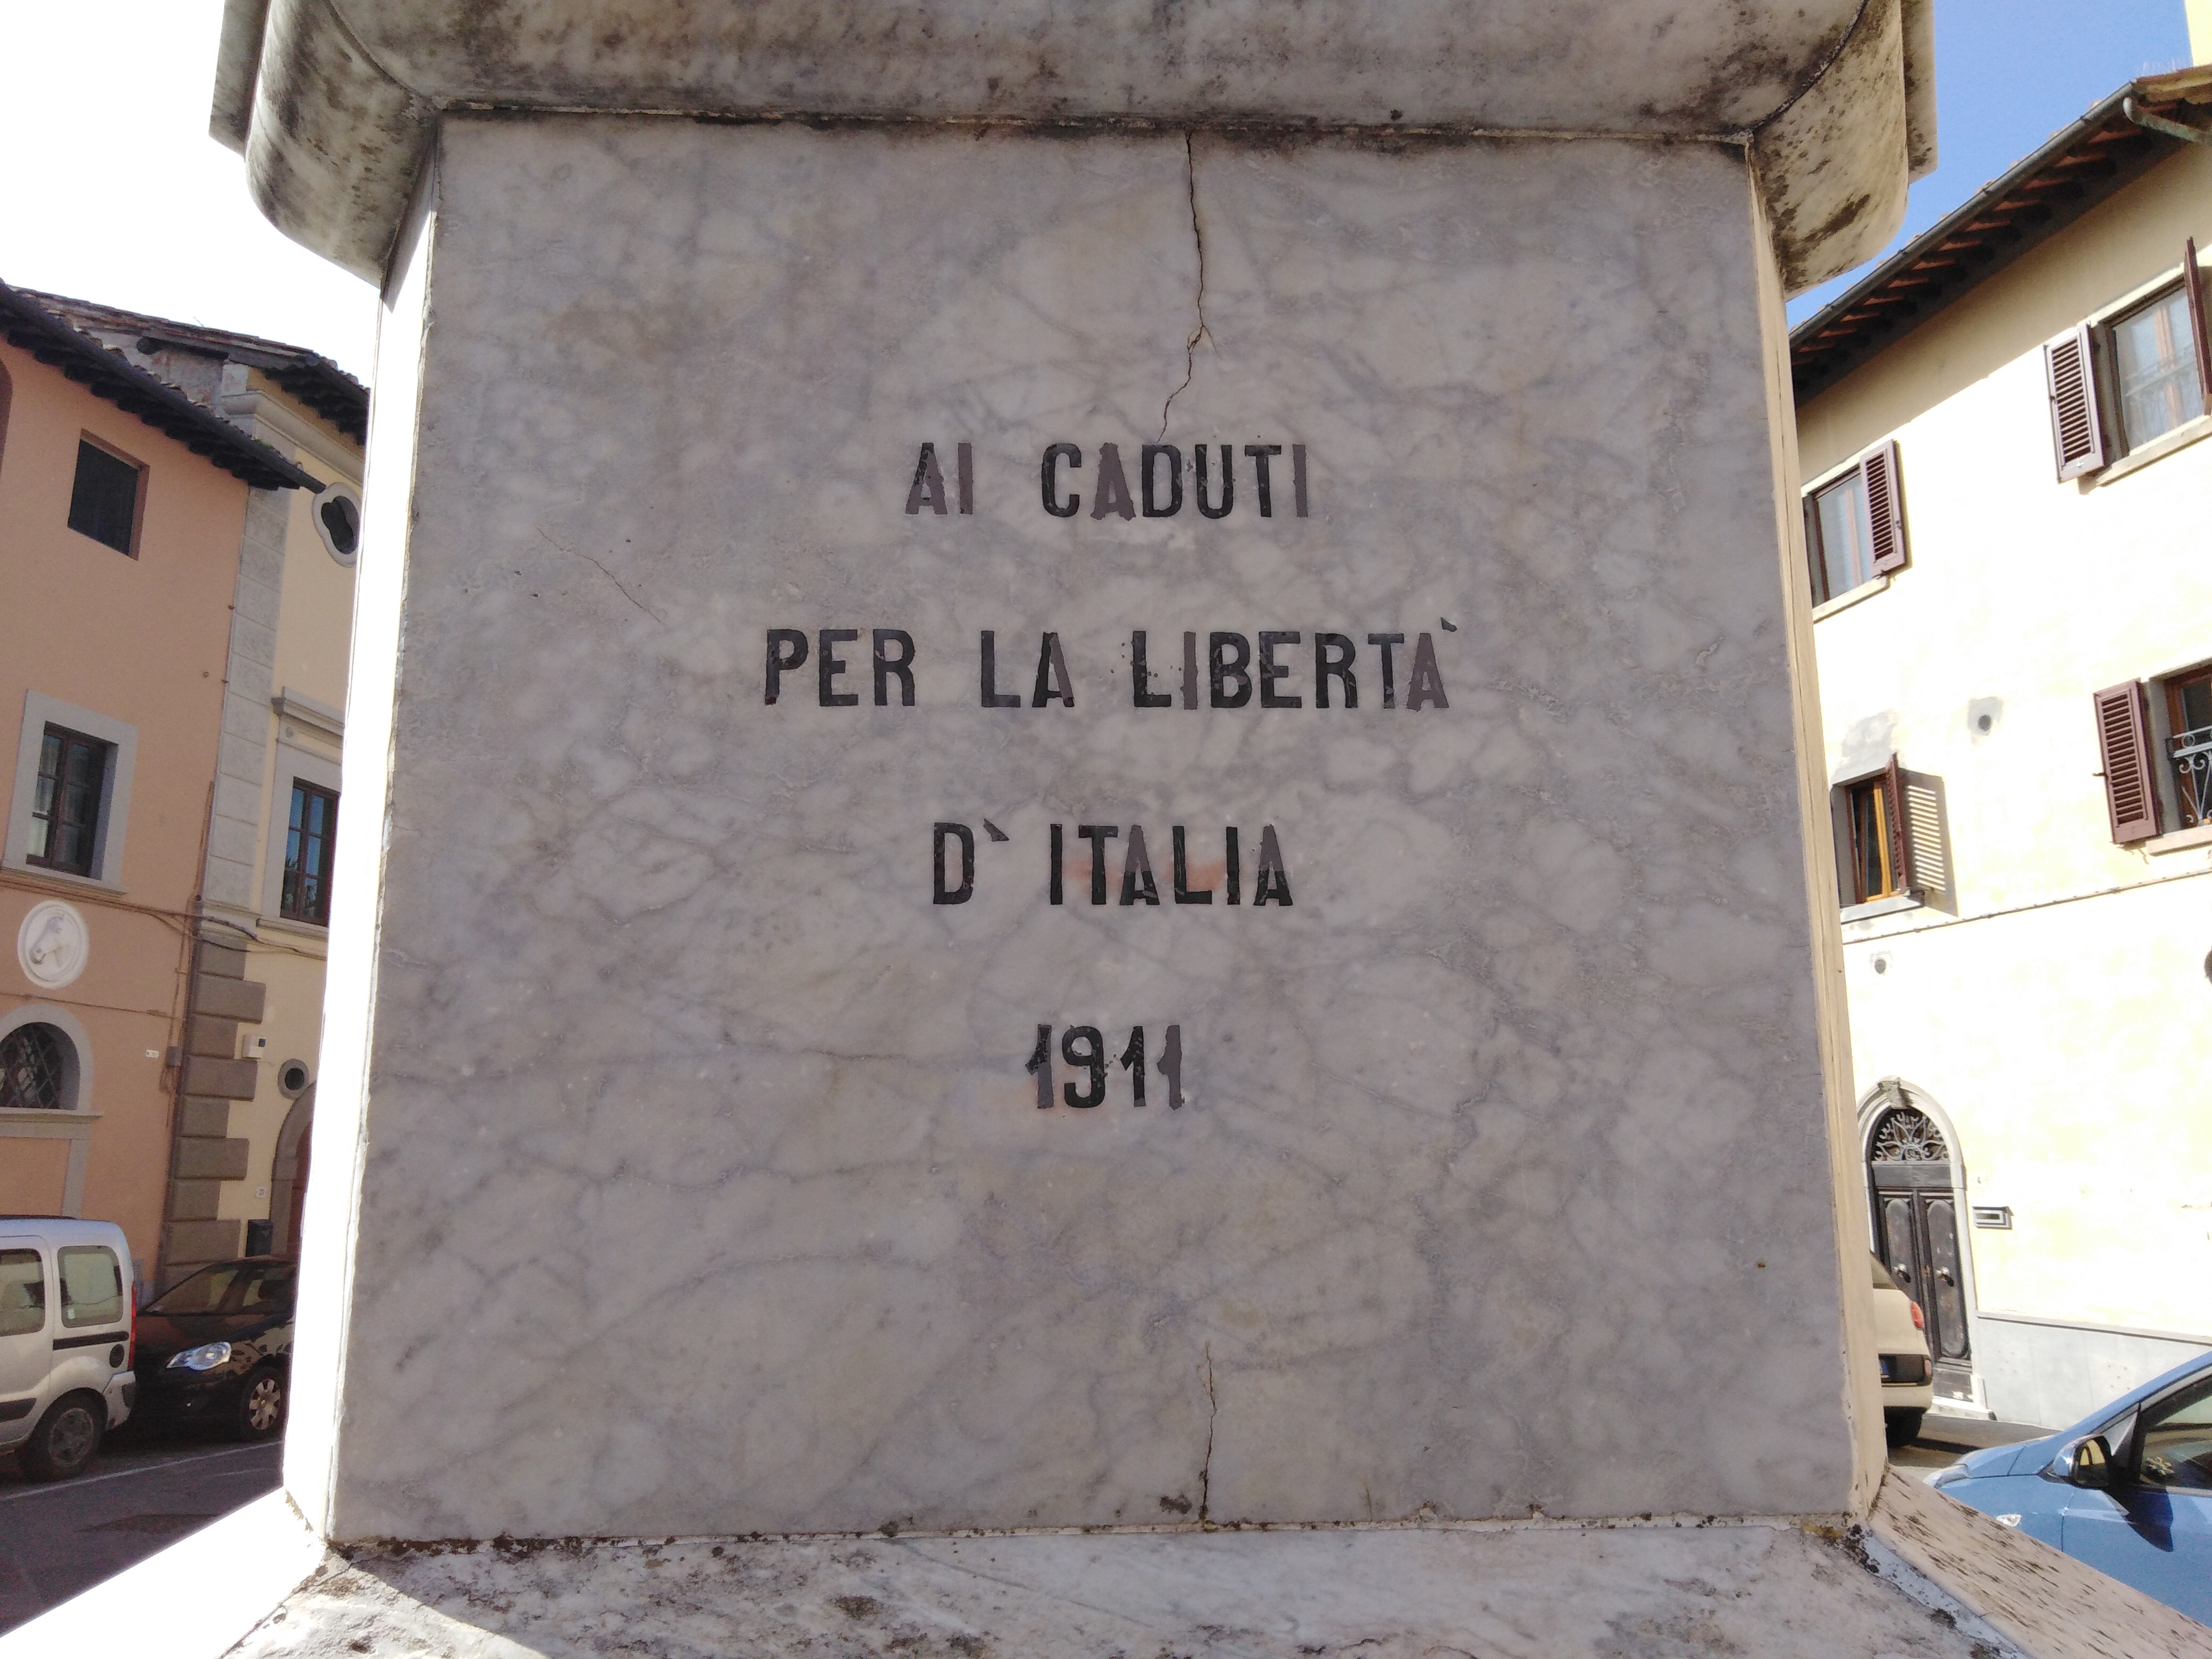 AI CADUTI
PER LA LIBERTÀ
D` ITALIA
1911